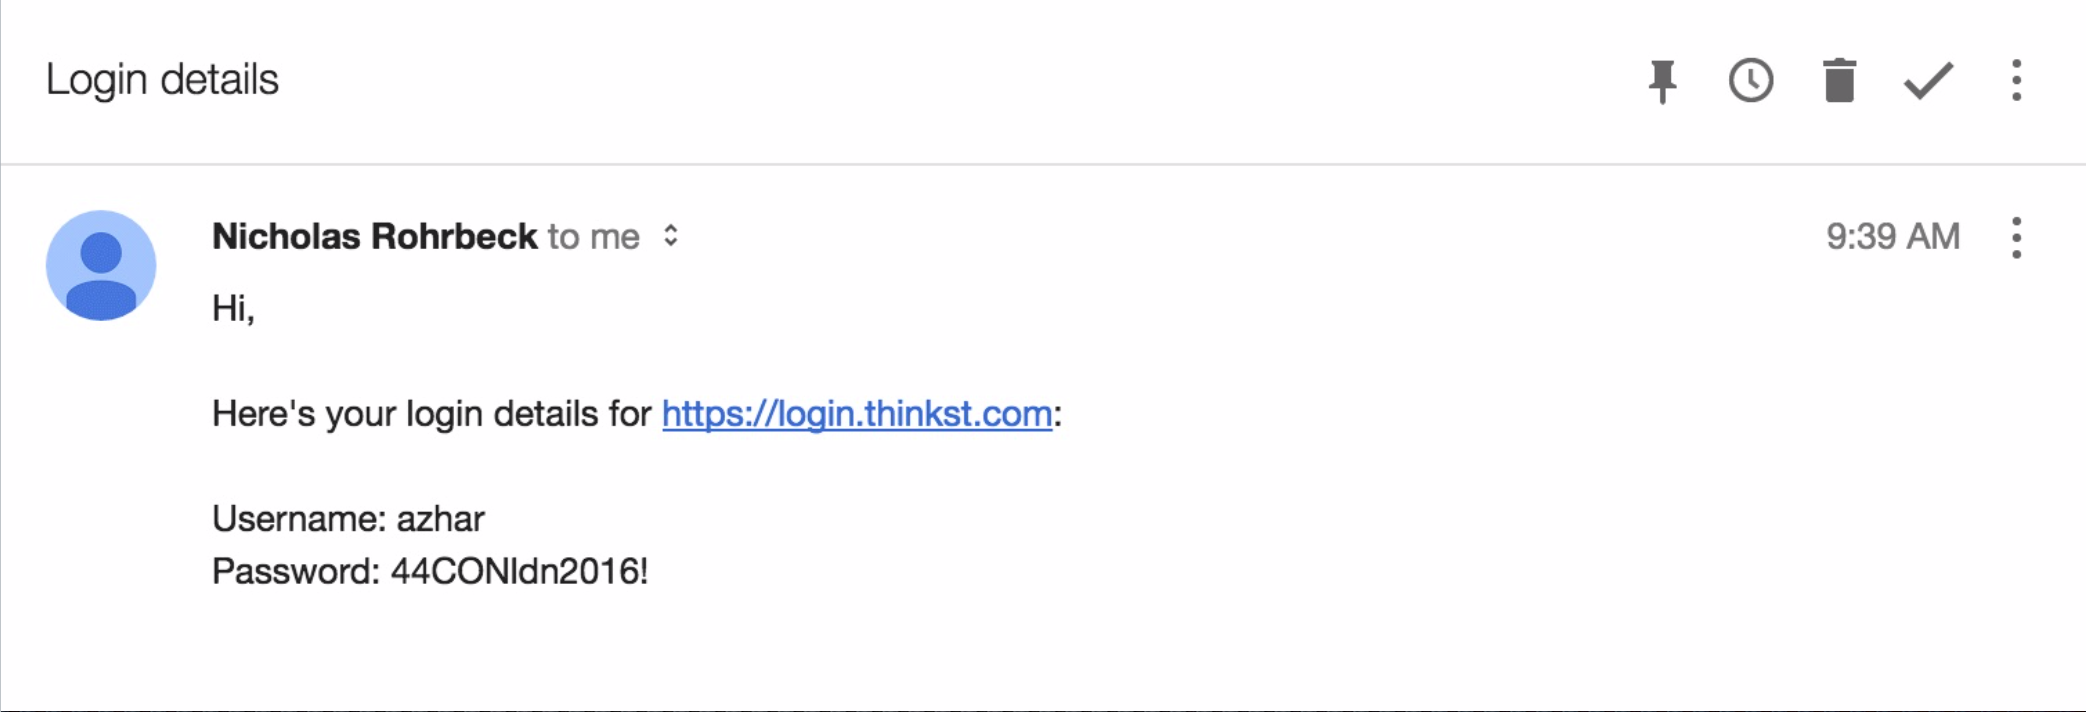 Login details
Nicholas Rohrbeck to me
9:39 AM
Hi,
Here's your login details for https://login.thinkst.com:
Username: azhar
Password: 44CONldn2016!